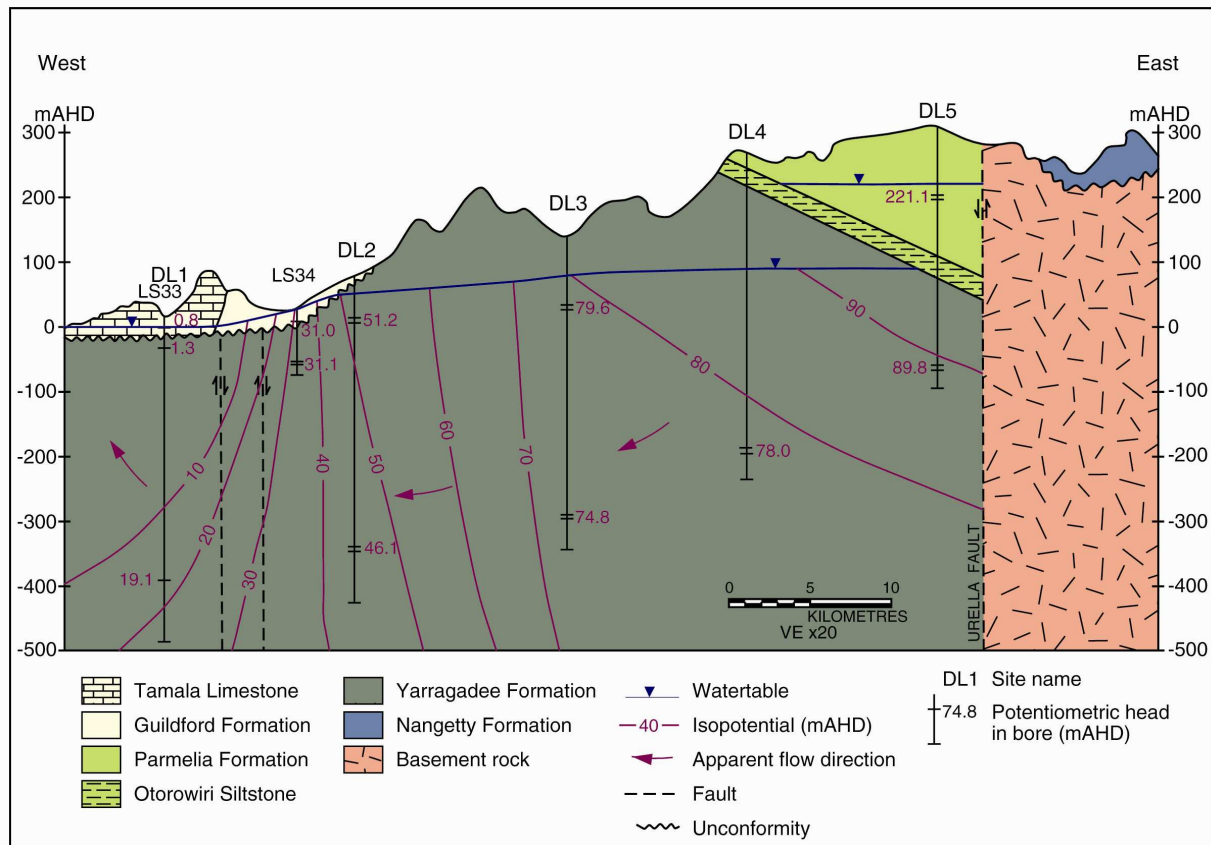 West
East
mAHD
mAHD
300
200
100
0
-100
-200
-300
-400
-500
300
200
100
0
-100
-200
-300
-400
-500
DL1
LS33
LS34
DL2
DL3
DL4
DL5
0.8
1.3
19.1
31.0
31.1
51.2
46.1
79.6
74.8
78.0
221.1
89.8
10
20
30
40
50
60
70
80
90
0 5 10
KILOMETRES
VE x20
URELLA FAULT
Tamala Limestone
Guildford Formation
Parmelia Formation
Otorowiri Siltstone
Yarragadee Formation
Nangetty Formation
Basement rock
Watertable
40 Isopotential (mAHD)
Apparent flow direction
Fault
Unconformity
DL1 Site name
74.8 Potentiometric head
in bore (mAHD)